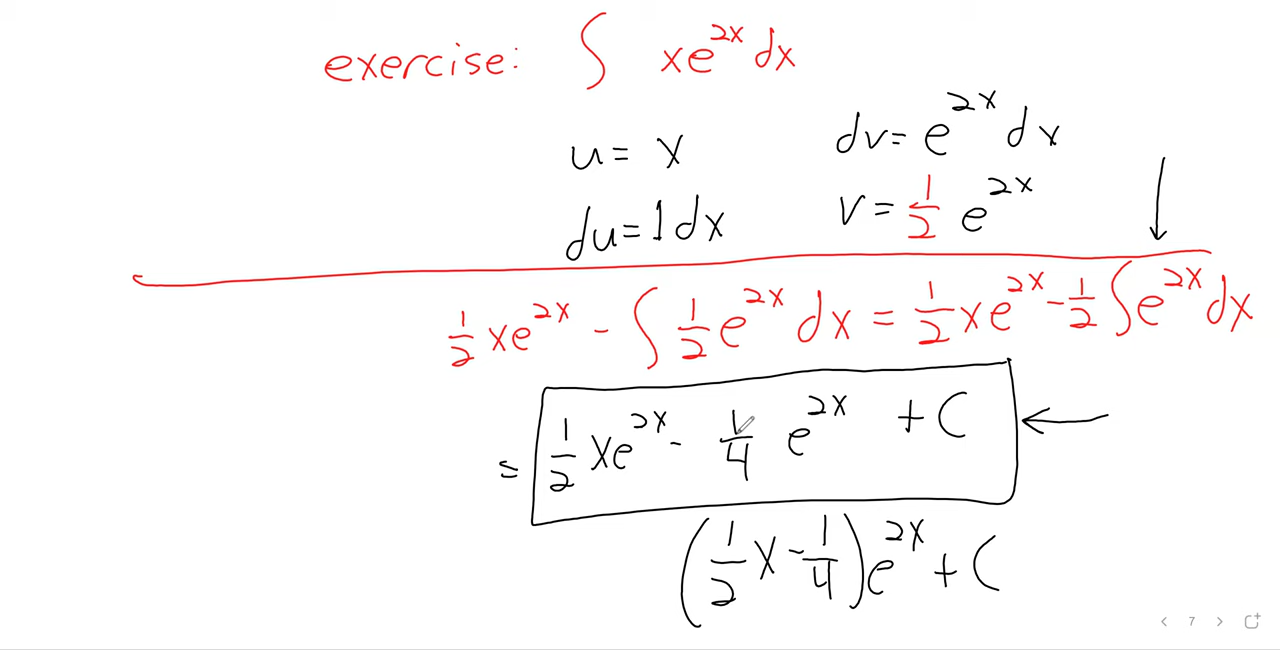 exercise: ∫ xe^{2x} dx
u = x dv = e^{2x} dx
du = 1 dx v = 1/2 e^{2x}
1/2 xe^{2x} - ∫ 1/2 e^{2x} dx = 1/2 xe^{2x} - 1/2 ∫ e^{2x} dx
= 1/2 xe^{2x} - 1/4 e^{2x} + C
(1/2 x - 1/4) e^{2x} + C
< 7 >